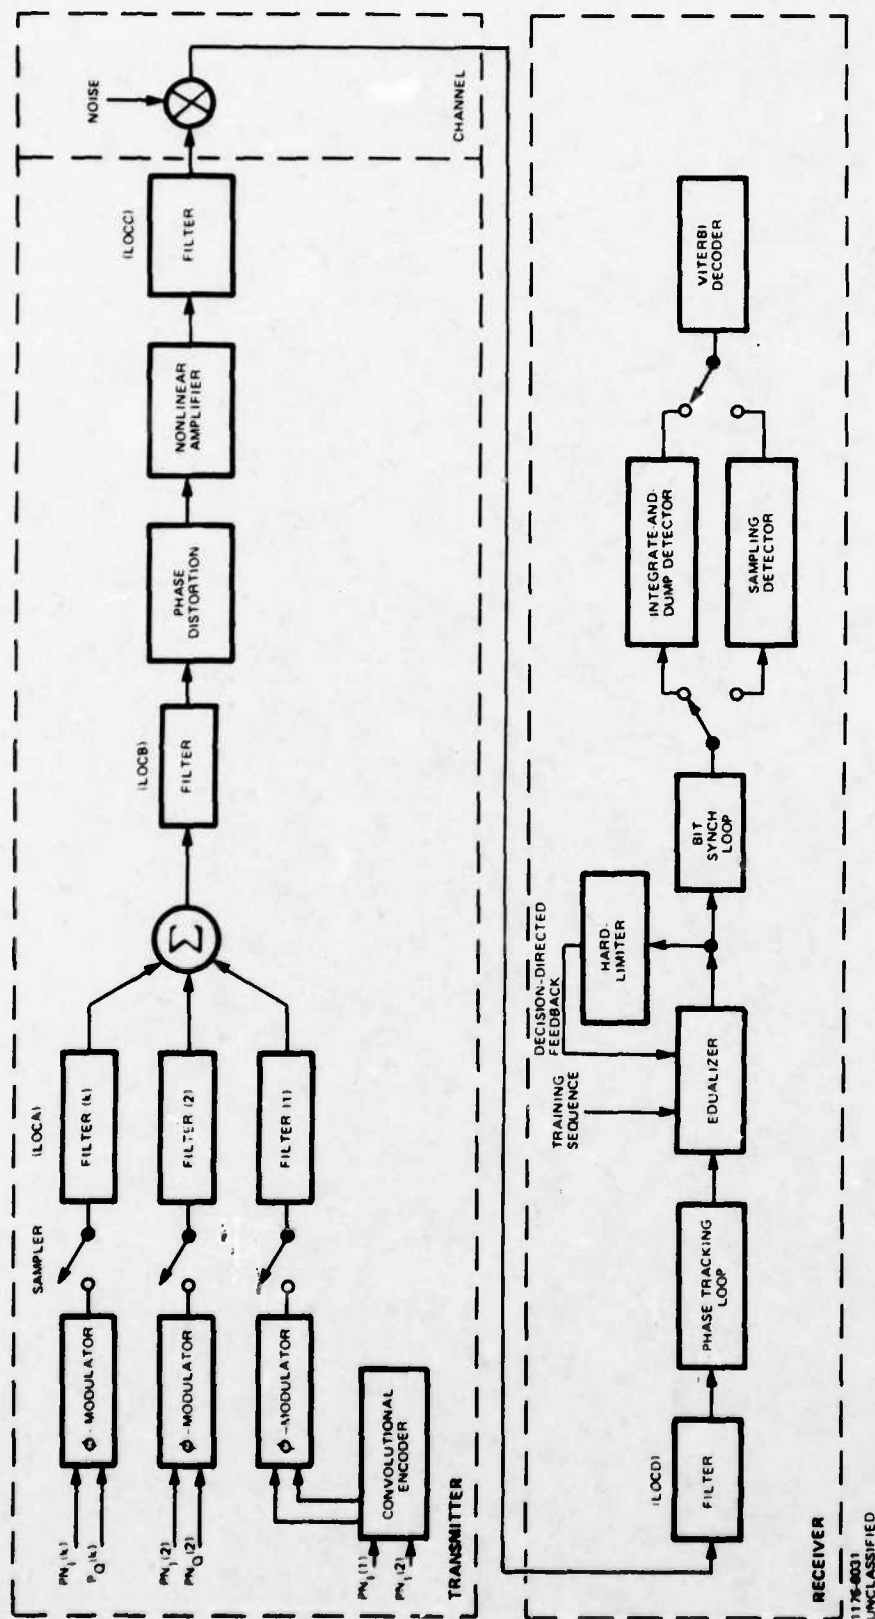 PN_I(k)
P_Q(k)
Φ-MODULATOR
SAMPLER
(LOCA)
FILTER (k)
PN_I(2)
PN_Q(2)
Φ-MODULATOR
FILTER (2)
Φ-MODULATOR
FILTER (1)
PN_I(1)
PN_I(2)
CONVOLUTIONAL
ENCODER
Σ
(LOCB)
FILTER
PHASE
DISTORTION
NONLINEAR
AMPLIFIER
(LOCC)
FILTER
NOISE
CHANNEL
TRANSMITTER
(LOCD)
FILTER
PHASE TRACKING
LOOP
TRAINING
SEQUENCE
DECISION-DIRECTED
FEEDBACK
EDUALIZER
HARD-
LIMITER
BIT
SYNCH
LOOP
INTEGRATE-AND-
DUMP DETECTOR
SAMPLING
DETECTOR
VITERBI
DECODER
RECEIVER
1176-8031
UNCLASSIFIED